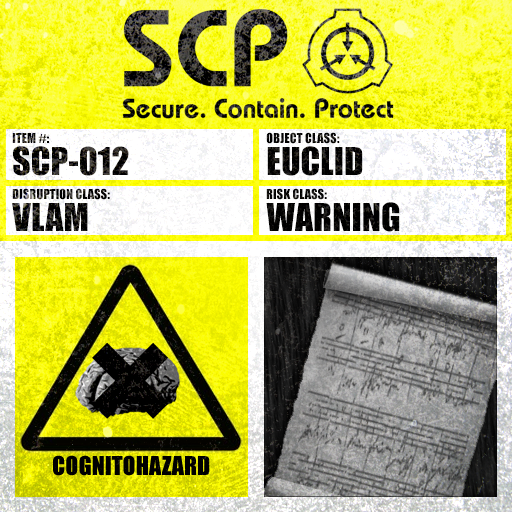 SCP
Secure. Contain. Protect
ITEM #:
SCP-012
OBJECT CLASS:
EUCLID
DISRUPTION CLASS:
VLAM
RISK CLASS:
WARNING
COGNITOHAZARD